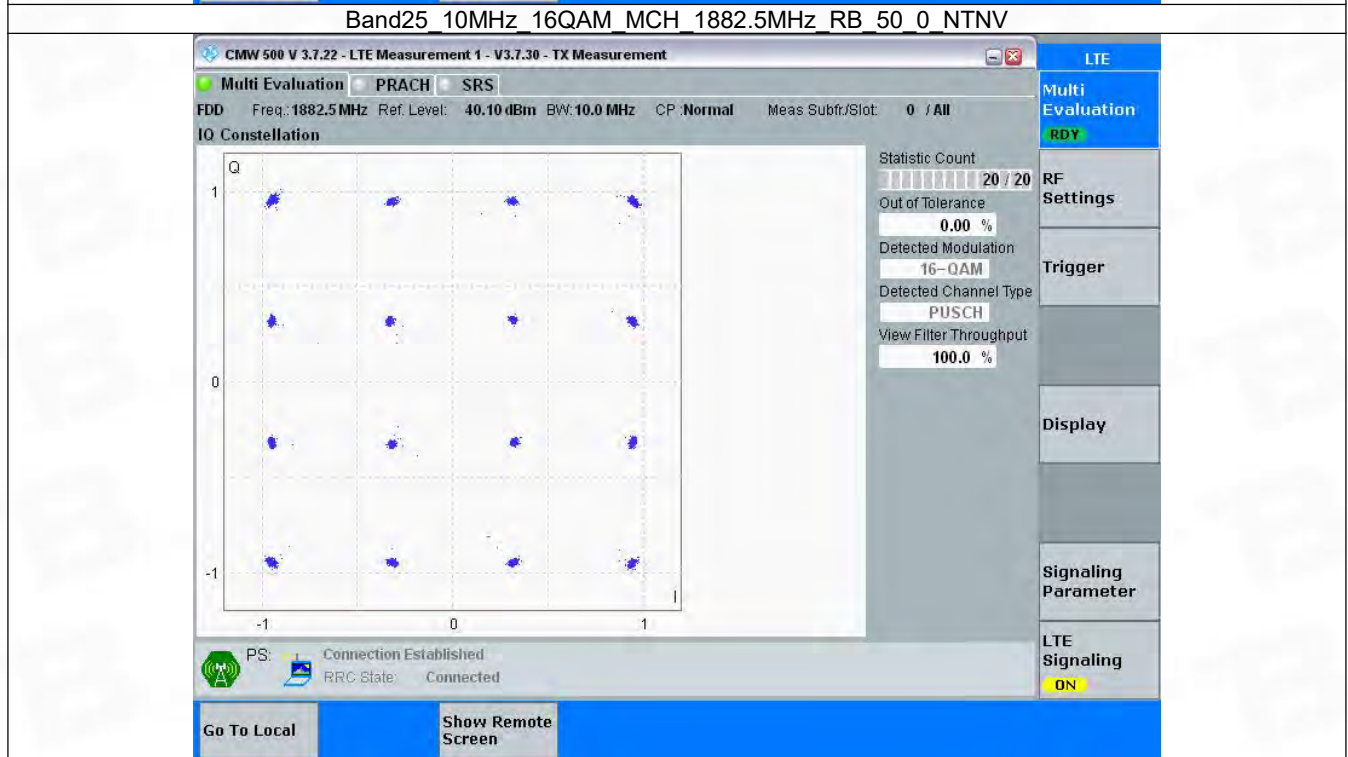 Band25_10MHz_16QAM_MCH_1882.5MHz_RB_50_0_NTNV
CMW 500 V 3.7.22 - LTE Measurement 1 - V3.7.30 - TX Measurement
LTE
Multi Evaluation PRACH SRS
Multi
Evaluation
RDY
FDD Freq.: 1882.5 MHz Ref. Level: 40.10 dBm BW: 10.0 MHz CP : Normal Meas Subfr./Slot: 0 / All
IQ Constellation
Q
1
0
-1
I
-1 0 1
Statistic Count
20 / 20
Out of Tolerance
0.00 %
Detected Modulation
16-QAM
Detected Channel Type
PUSCH
View Filter Throughput
100.0 %
RF
Settings
Trigger
Display
Signaling
Parameter
LTE
Signaling
ON
PS: Connection Established
RRC State: Connected
Go To Local
Show Remote
Screen